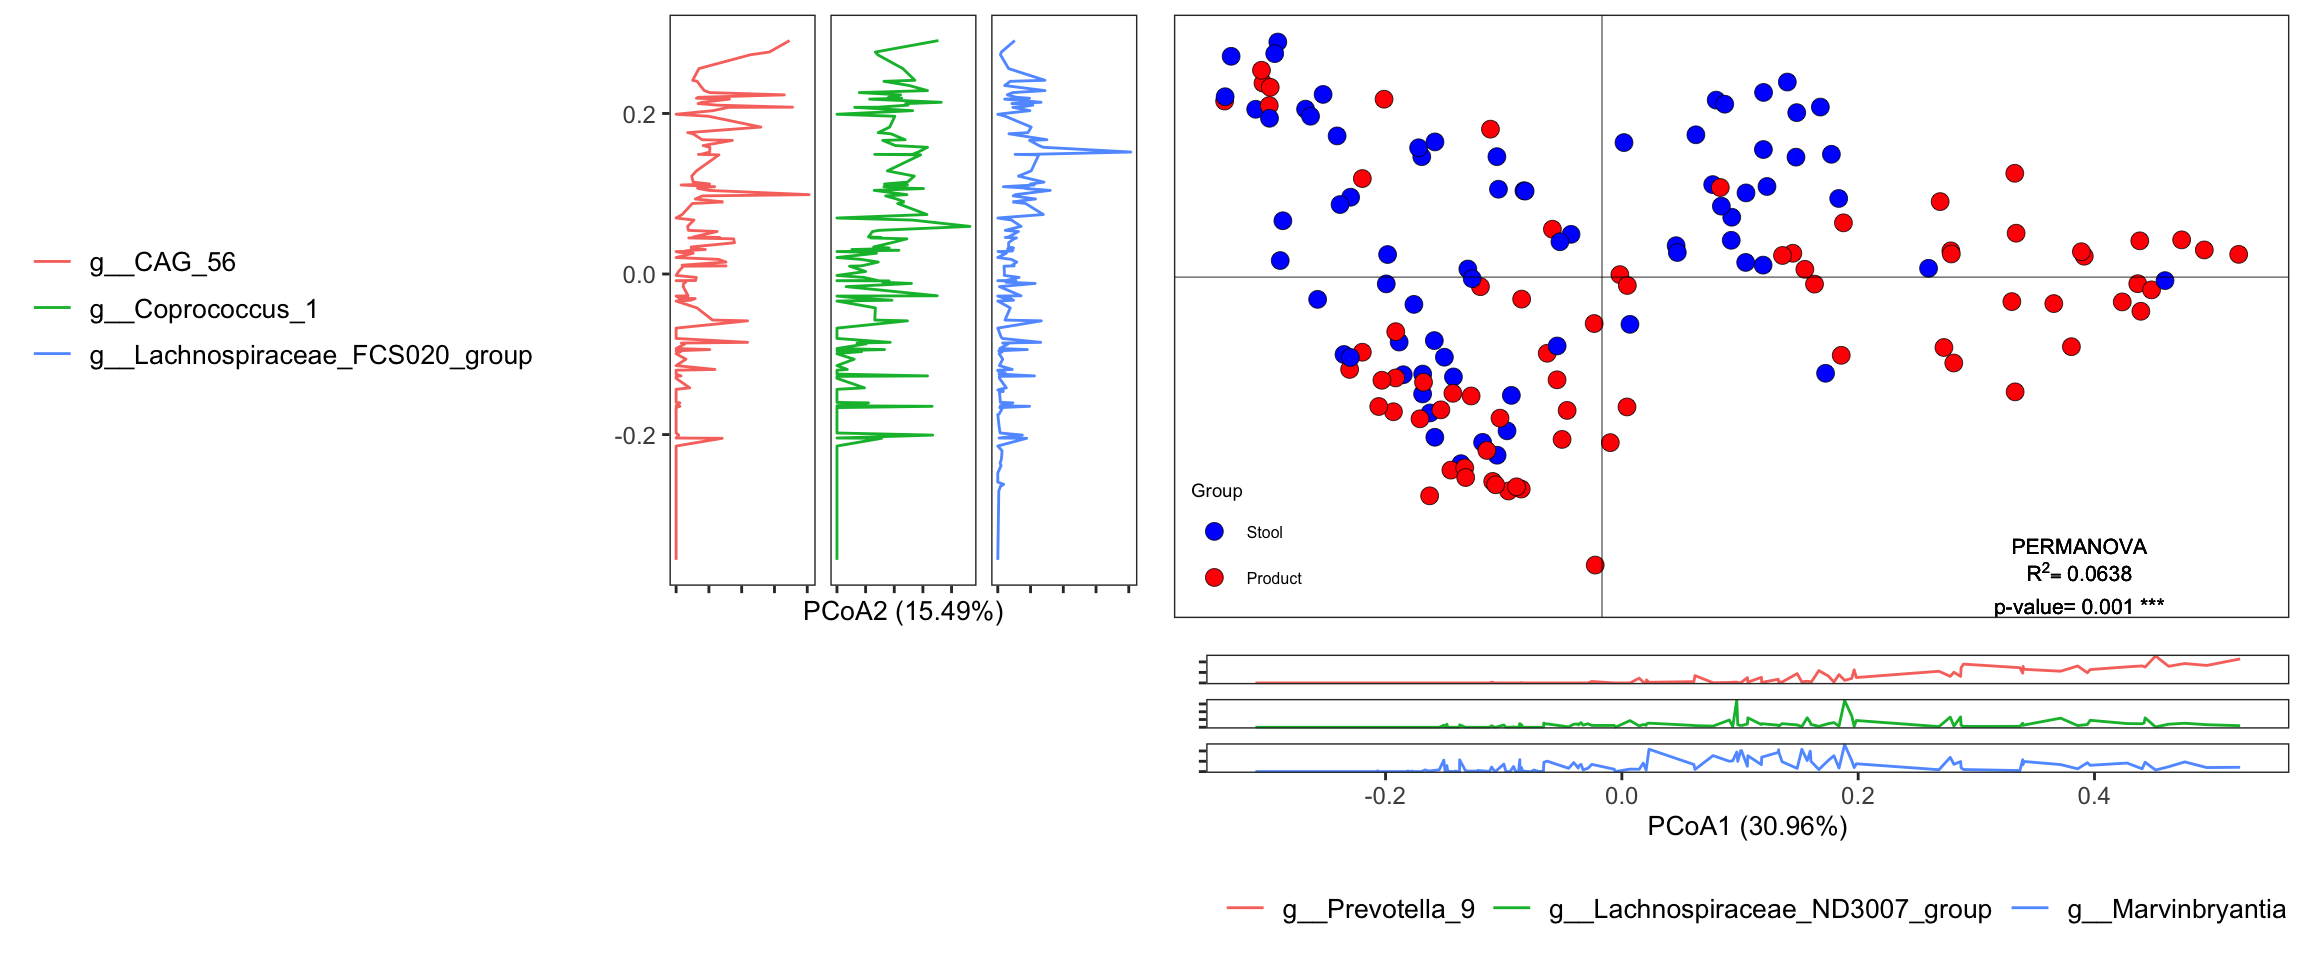 g__CAG_56
g__Coprococcus_1
g__Lachnospiraceae_FCS020_group
0.2
0.0
-0.2
PCoA2 (15.49%)
Group
Stool
Product
PERMANOVA
R²= 0.0638
p-value= 0.001 ***
-0.2 0.0 0.2 0.4
PCoA1 (30.96%)
g__Prevotella_9 g__Lachnospiraceae_ND3007_group g__Marvinbryantia